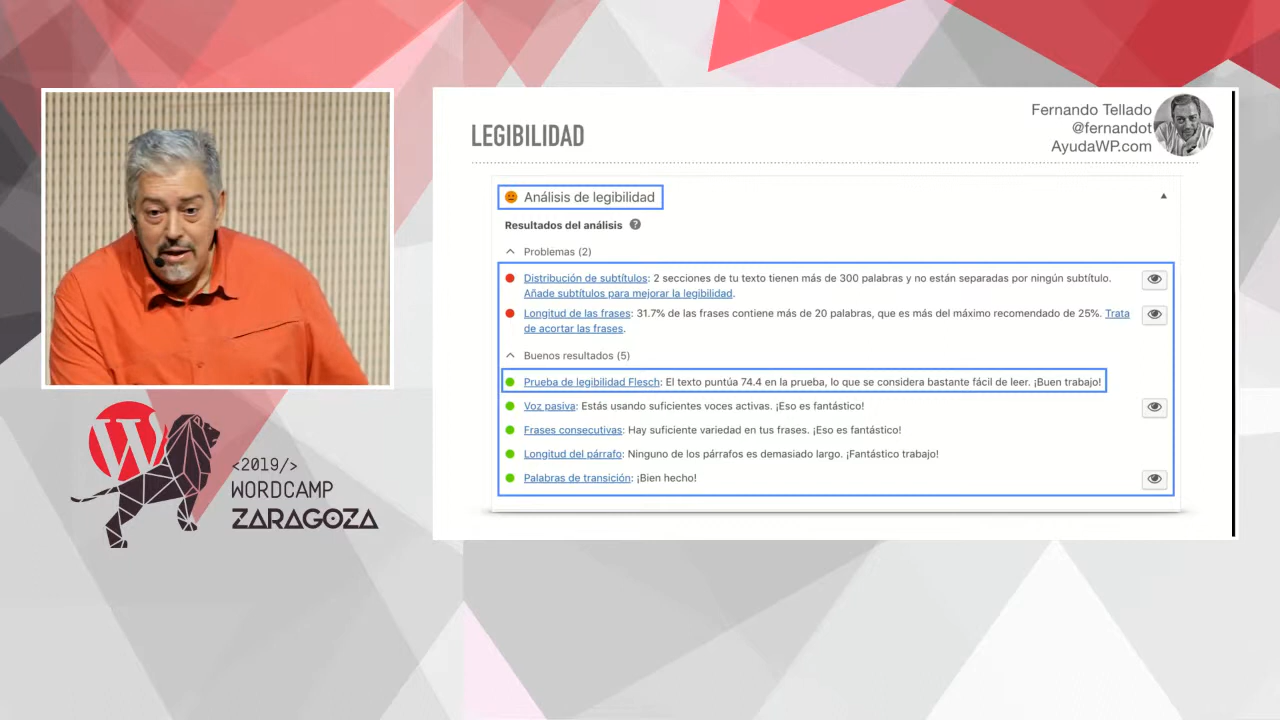 LEGIBILIDAD
Fernando Tellado
@fernandot
AyudaWP.com
Análisis de legibilidad
Resultados del análisis
Problemas (2)
Distribución de subtítulos: 2 secciones de tu texto tienen más de 300 palabras y no están separadas por ningún subtítulo.
Añade subtítulos para mejorar la legibilidad.
Longitud de las frases: 31.7% de las frases contiene más de 20 palabras, que es más del máximo recomendado de 25%. Trata
de acortar las frases.
Buenos resultados (5)
Prueba de legibilidad Flesch: El texto puntúa 74.4 en la prueba, lo que se considera bastante fácil de leer. ¡Buen trabajo!
Voz pasiva: Estás usando suficientes voces activas. ¡Eso es fantástico!
Frases consecutivas: Hay suficiente variedad en tus frases. ¡Eso es fantástico!
Longitud del párrafo: Ninguno de los párrafos es demasiado largo. ¡Fantástico trabajo!
Palabras de transición: ¡Bien hecho!
<2019/>
WORDCAMP
ZARAGOZA